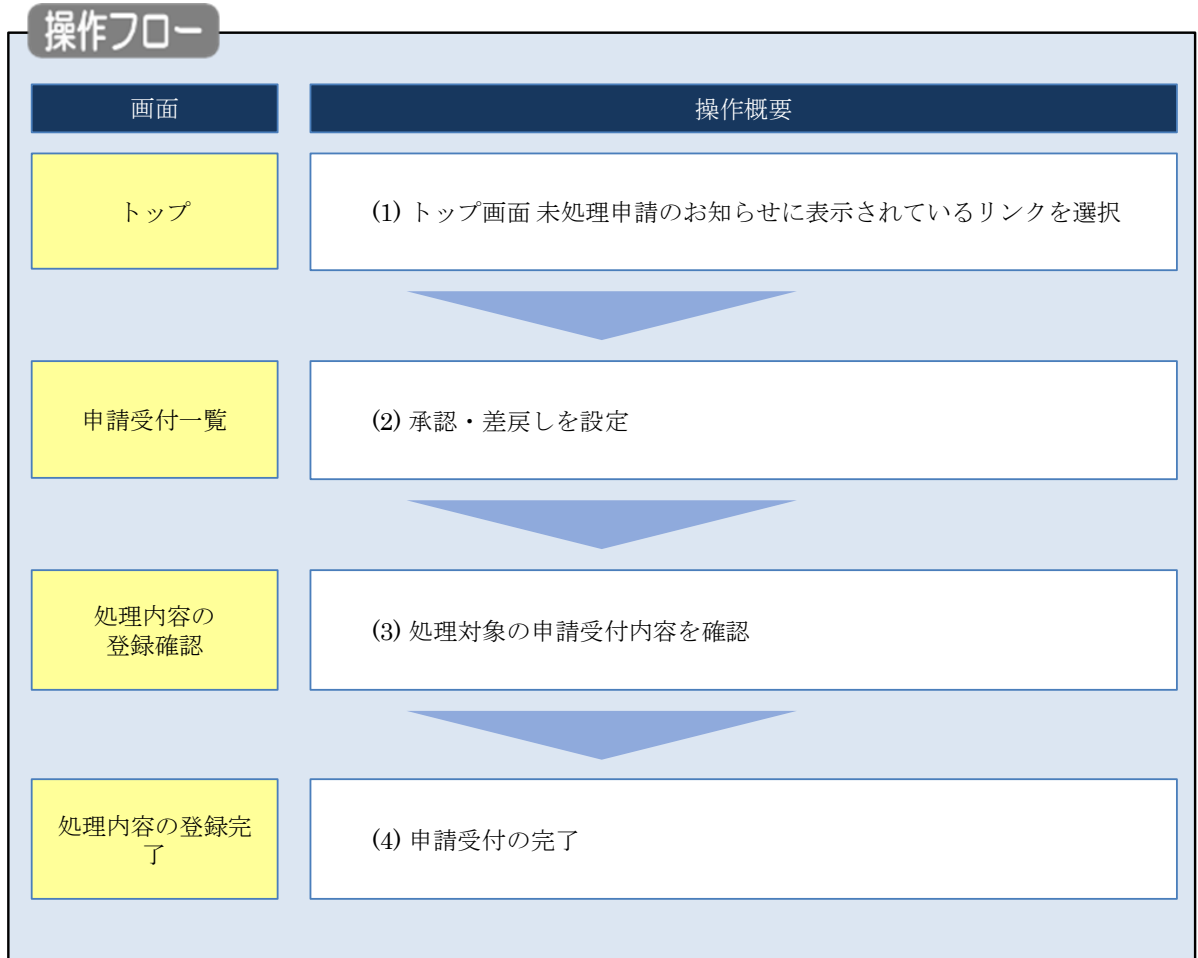 操作フロー
画面
操作概要
トップ
(1) トップ画面 未処理申請のお知らせに表示されているリンクを選択
申請受付一覧
(2) 承認・差戻しを設定
処理内容の
登録確認
(3) 処理対象の申請受付内容を確認
処理内容の登録完
了
(4) 申請受付の完了